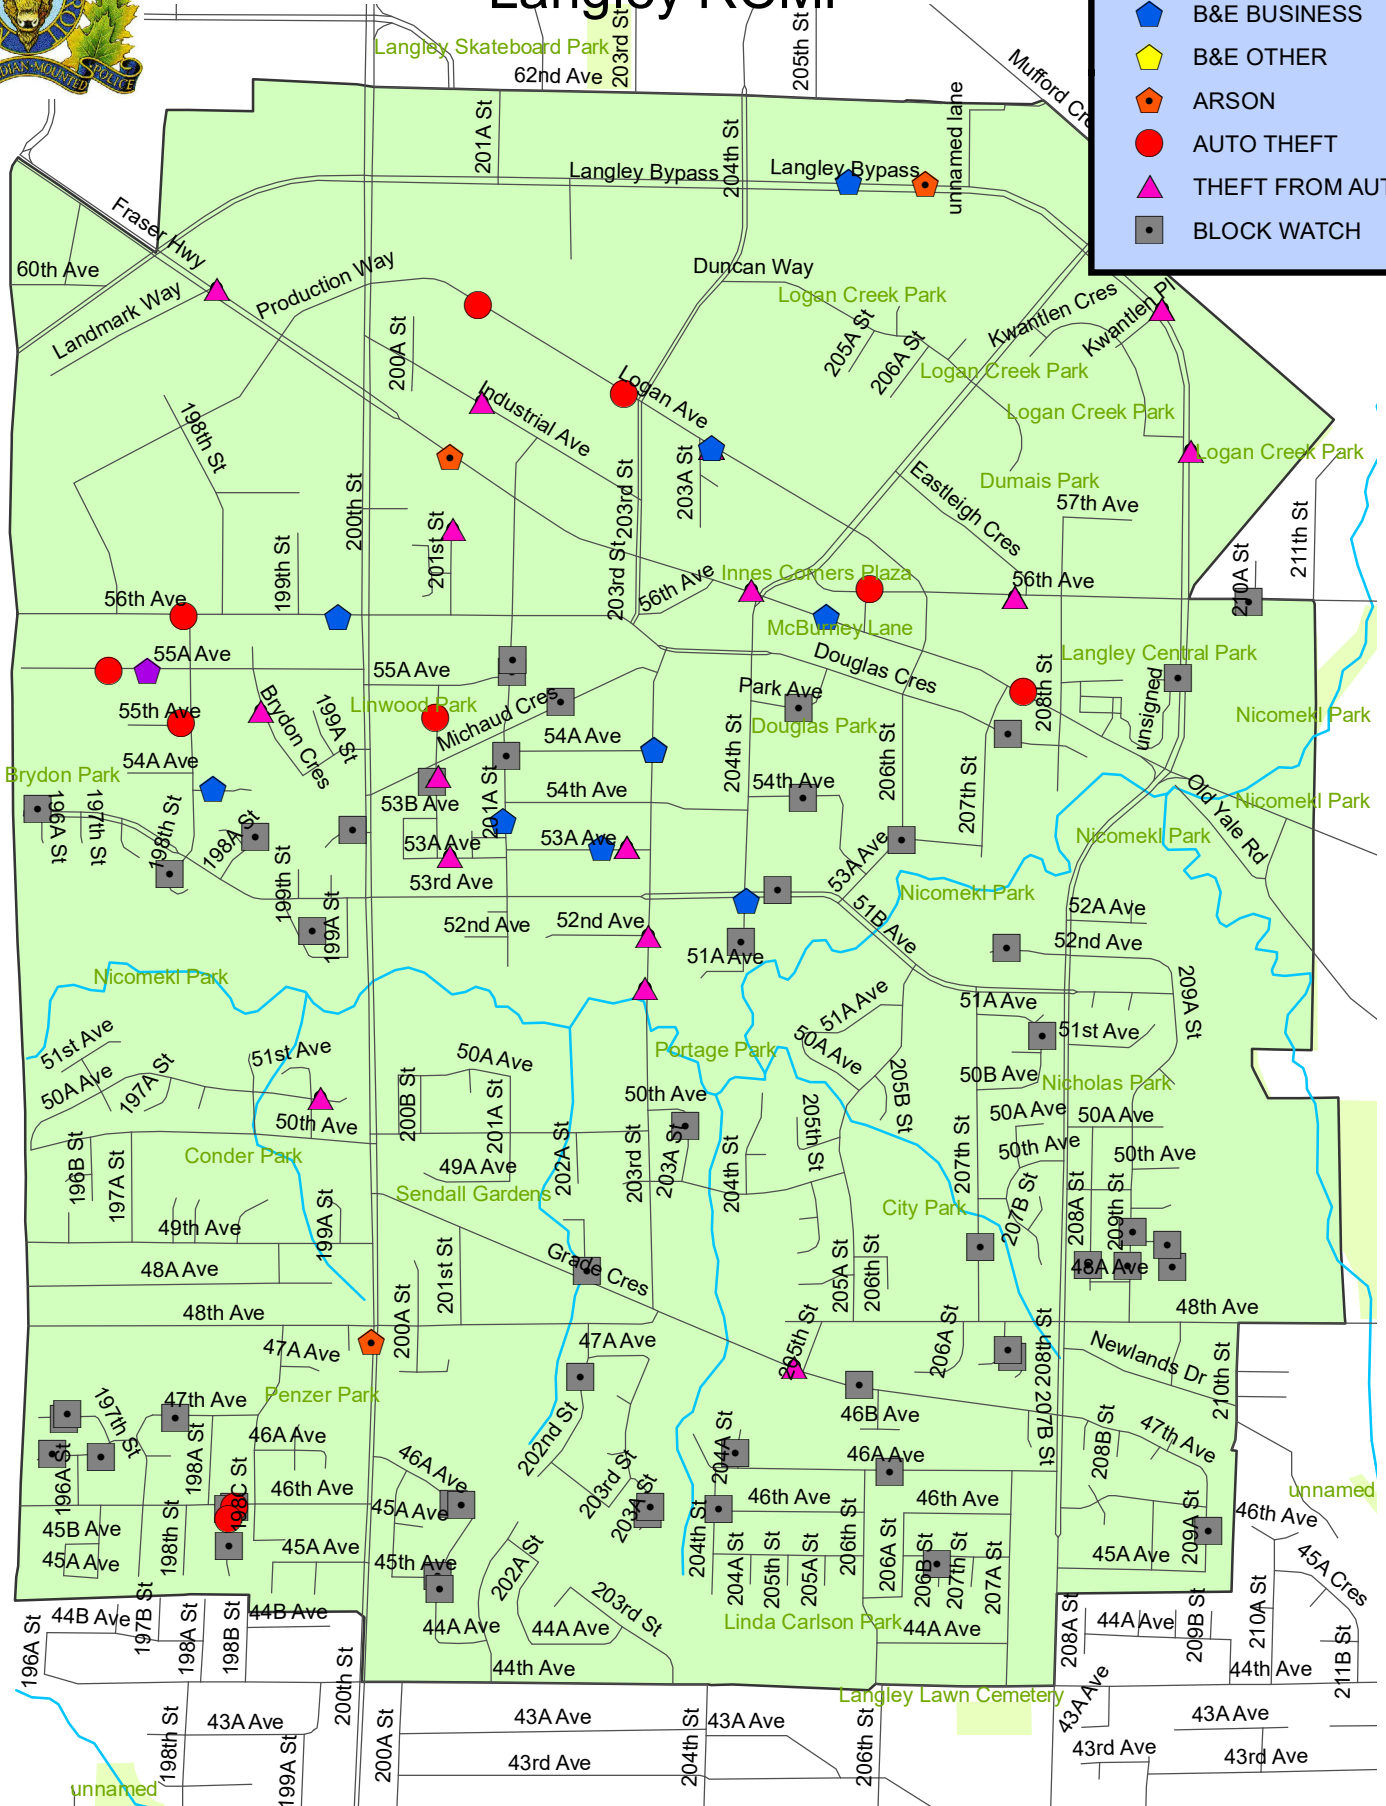 Langley RCMP
B&E BUSINESS
B&E OTHER
ARSON
AUTO THEFT
THEFT FROM AUT
BLOCK WATCH
Langley Skateboard Park
62nd Ave
203rd St
205th St
Mufford Cre
201A St
204th St
unnamed lane
Langley Bypass
Langley Bypass
Fraser Hwy
60th Ave
Landmark Way
Production Way
Duncan Way
Logan Creek Park
Kwantlen Cres
Kwantlen Pl
200A St
205A St
206A St
Logan Creek Park
Logan Ave
Industrial Ave
Logan Creek Park
Logan Creek Park
198th St
200th St
203rd St
203A St
Eastleigh Cres
Dumais Park
57th Ave
211th St
199th St
201st St
203rd St
56th Ave
Innes Corners Plaza
56th Ave
210A St
56th Ave
McBurney Lane
55A Ave
55A Ave
Douglas Cres
Langley Central Park
Linwood Park
Michaud Cres
Park Ave
Douglas Park
208th St
unsigned
Nicomekl Park
55th Ave
Brydon Cres
199A St
54A Ave
54A Ave
204th St
206th St
207th St
Brydon Park
54th Ave
54th Ave
Old Yale Rd
Nicomekl Park
196A St
197th St
198th St
198A St
53B Ave
201A St
53A Ave
53A Ave
53A Ave
Nicomekl Park
199th St
199A St
53rd Ave
Nicomekl Park
51B Ave
52A Ave
52nd Ave
52nd Ave
52nd Ave
51A Ave
Nicomekl Park
209A St
51A Ave
51A Ave
51st Ave
51st Ave
51st Ave
50A Ave
Portage Park
50A Ave
50A Ave
197A St
50B Ave
Nicholas Park
200B St
201A St
50th Ave
205B St
50A Ave
50A Ave
50th Ave
205th St
207th St
50th Ave
50th Ave
196B St
197A St
Conder Park
49A Ave
202A St
203rd St
203A St
204th St
Sendall Gardens
City Park
207B St
208A St
209th St
199A St
49th Ave
48A Ave
Grade Cres
201st St
205A St
206th St
48A Ave
48th Ave
48th Ave
200A St
205th St
206A St
208th St
Newlands Dr
210th St
47A Ave
47A Ave
Penzer Park
47th Ave
197th St
46B Ave
207B St
208B St
47th Ave
46A Ave
46A Ave
46A Ave
202nd St
203rd St
203A St
204A St
198A St
198C St
196A St
46th Ave
46th Ave
46th Ave
46th Ave
unnamed
45B Ave
45A Ave
198th St
45A Ave
45A Ave
45th Ave
204th St
204A St
205th St
205A St
206th St
206A St
206B St
207th St
207A St
45A Ave
209A St
45A Cres
202A St
203rd St
44B Ave
44B Ave
44A Ave
44A Ave
Linda Carlson Park
44A Ave
44A Ave
196A St
197B St
198A St
198B St
200th St
208A St
209B St
210A St
211B St
44th Ave
44th Ave
Langley Lawn Cemetery
43A Ave
43A Ave
43A Ave
43A Ave
43A Ave
198th St
199A St
200A St
204th St
206th St
43rd Ave
43rd Ave
43rd Ave
unnamed